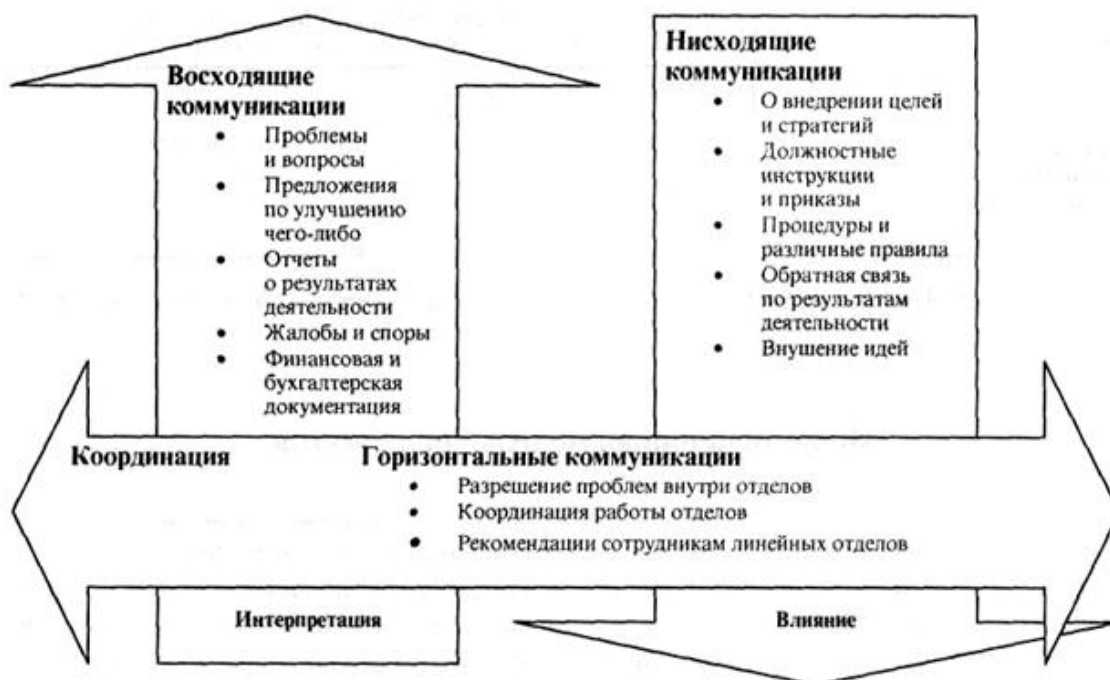 Восходящие
коммуникации
• Проблемы
и вопросы
• Предложения
по улучшению
чего-либо
• Отчеты
о результатах
деятельности
• Жалобы и споры
• Финансовая и
бухгалтерская
документация
Нисходящие
коммуникации
• О внедрении целей
и стратегий
• Должностные
инструкции
и приказы
• Процедуры и
различные правила
• Обратная связь
по результатам
деятельности
• Внушение идей
Координация
Горизонтальные коммуникации
• Разрешение проблем внутри отделов
• Координация работы отделов
• Рекомендации сотрудникам линейных отделов
Интерпретация
Влияние